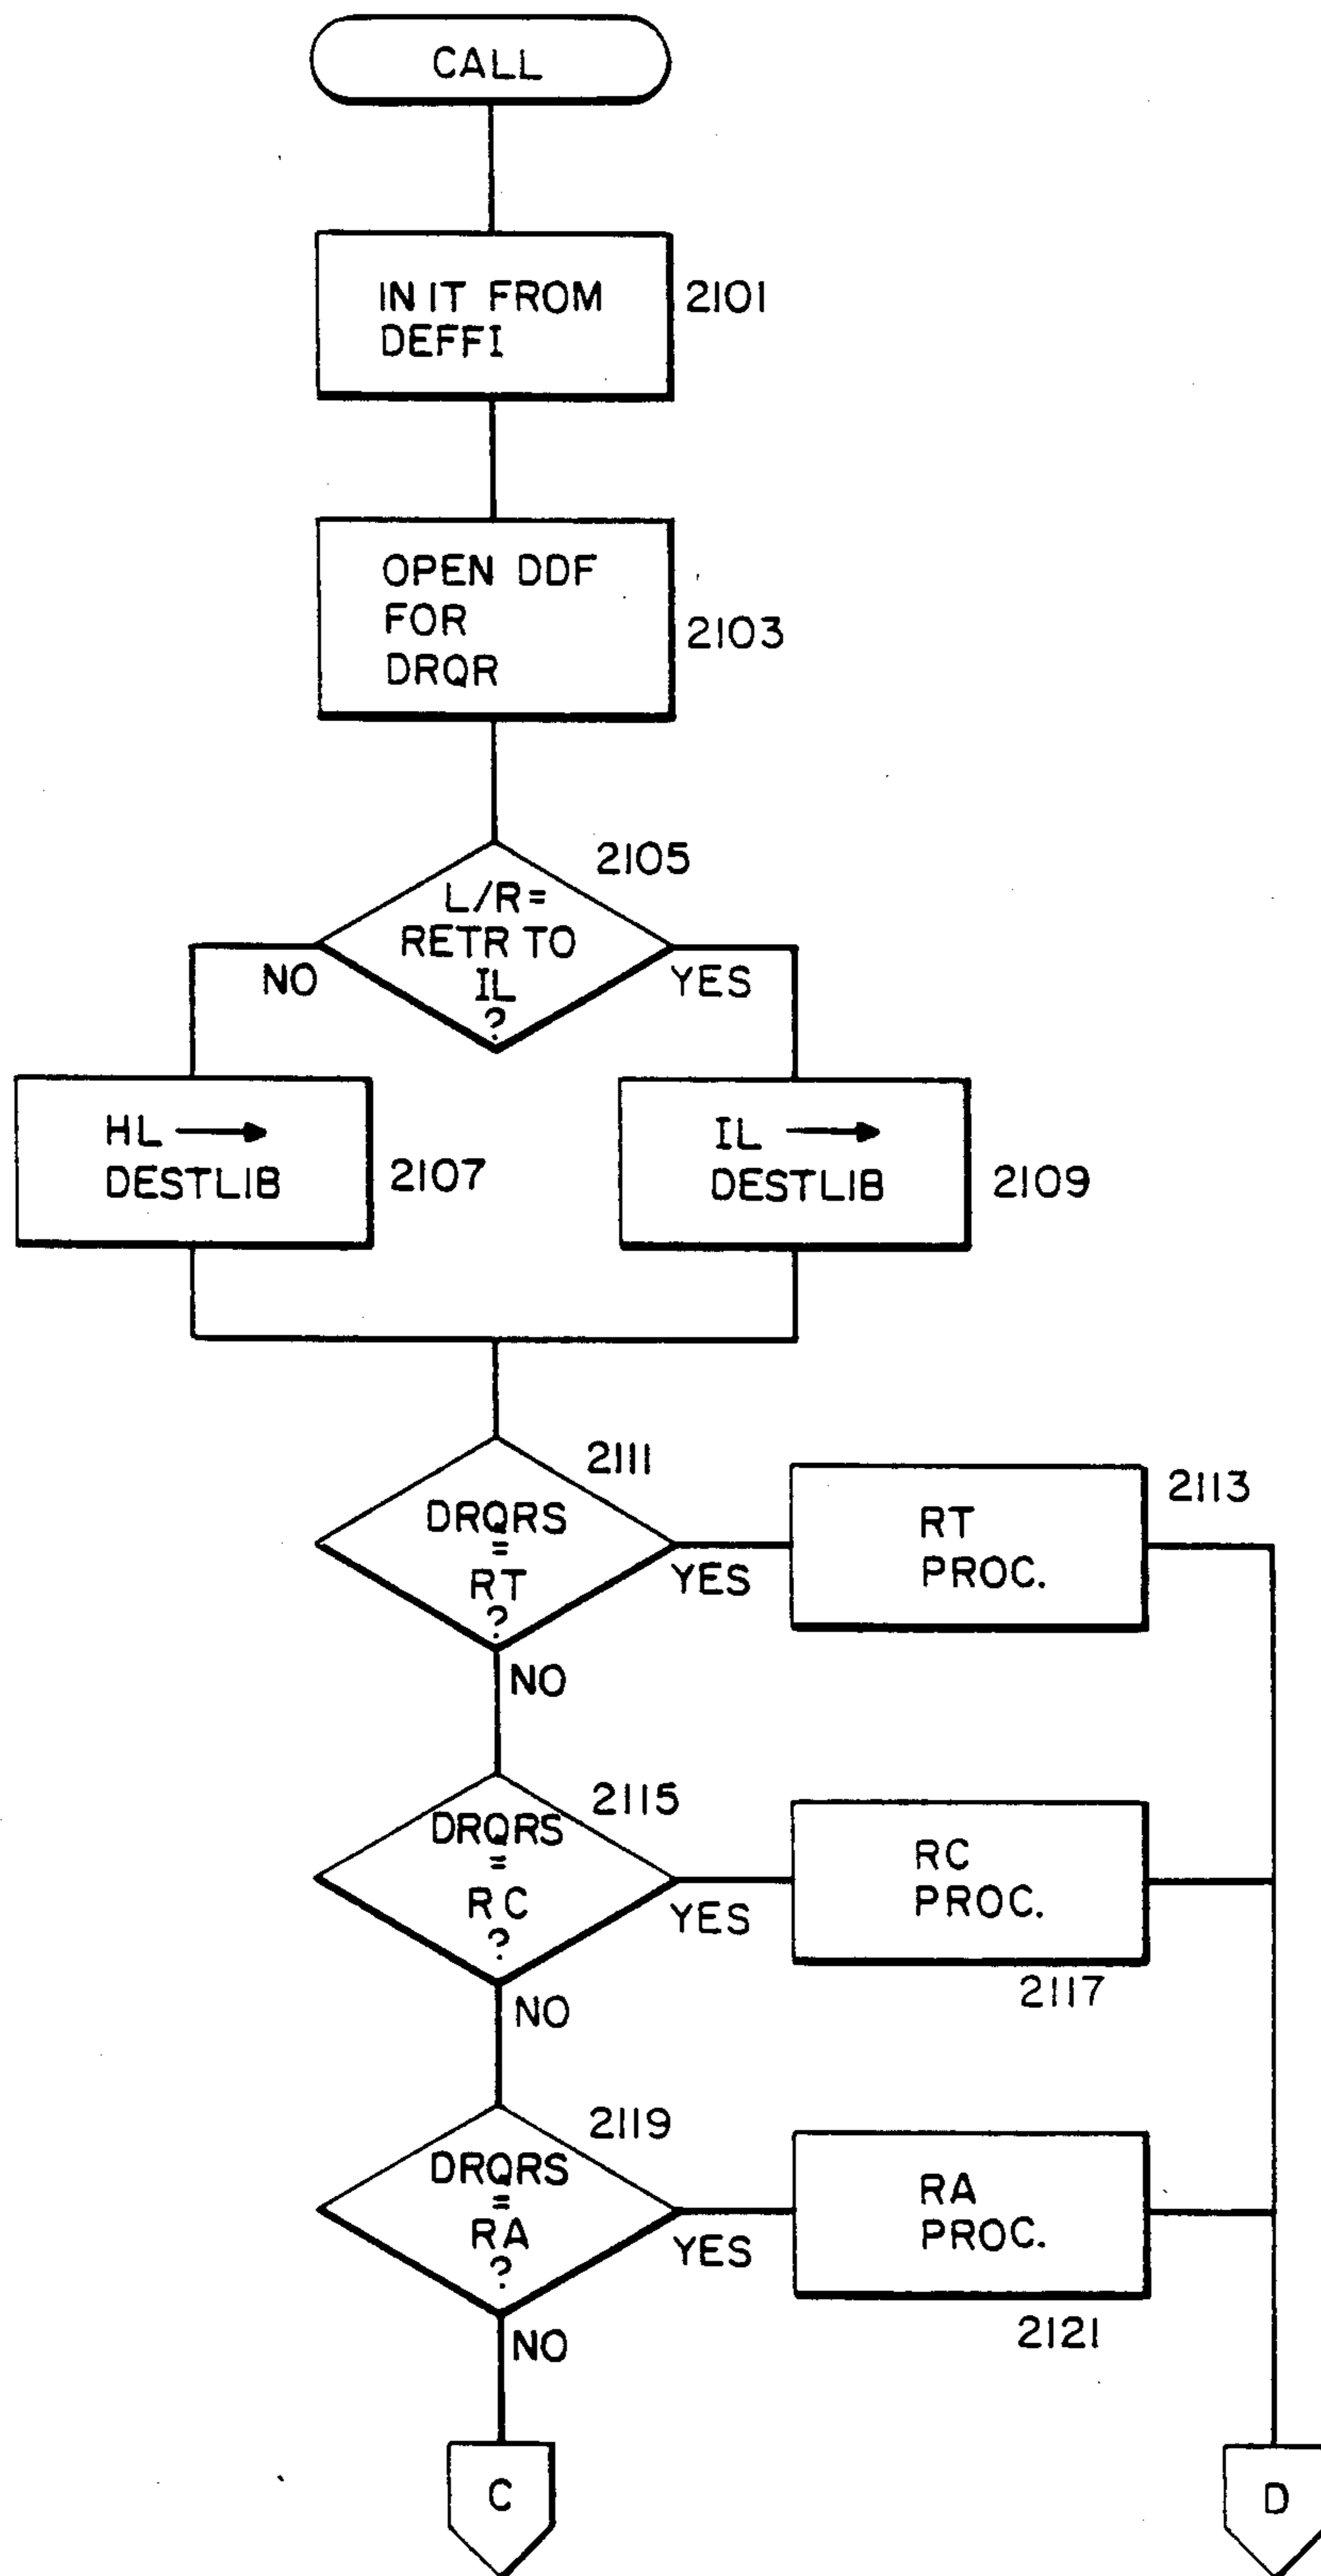 CALL
INIT FROM
DEFFI
2101
OPEN DDF
FOR
DRQR
2103
2105
L/R=
RETR TO
IL
?
NO
YES
HL →
DESTLIB
2107
IL →
DESTLIB
2109
2111
DRQRS
=
RT
?
YES
NO
RT
PROC.
2113
2115
DRQRS
=
RC
?
YES
NO
RC
PROC.
2117
2119
DRQRS
=
RA
?
YES
NO
RA
PROC.
2121
C
D